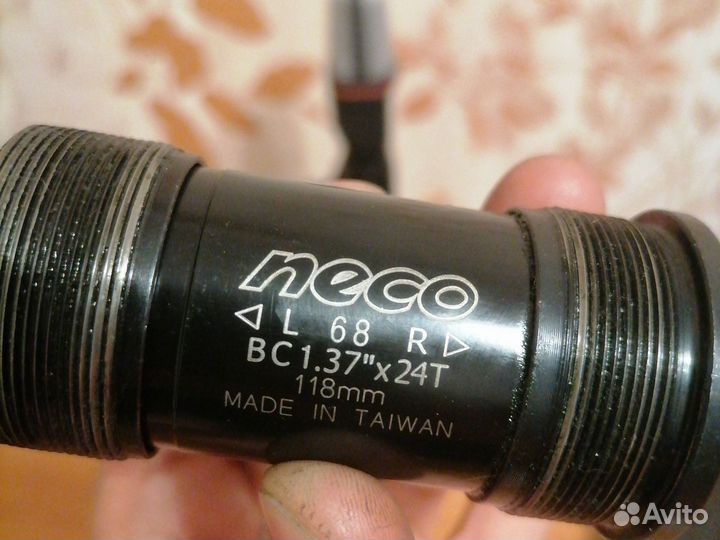 neco
◁ L 68 R ▷
BC1.37"x24T
118mm
MADE IN TAIWAN
Avito